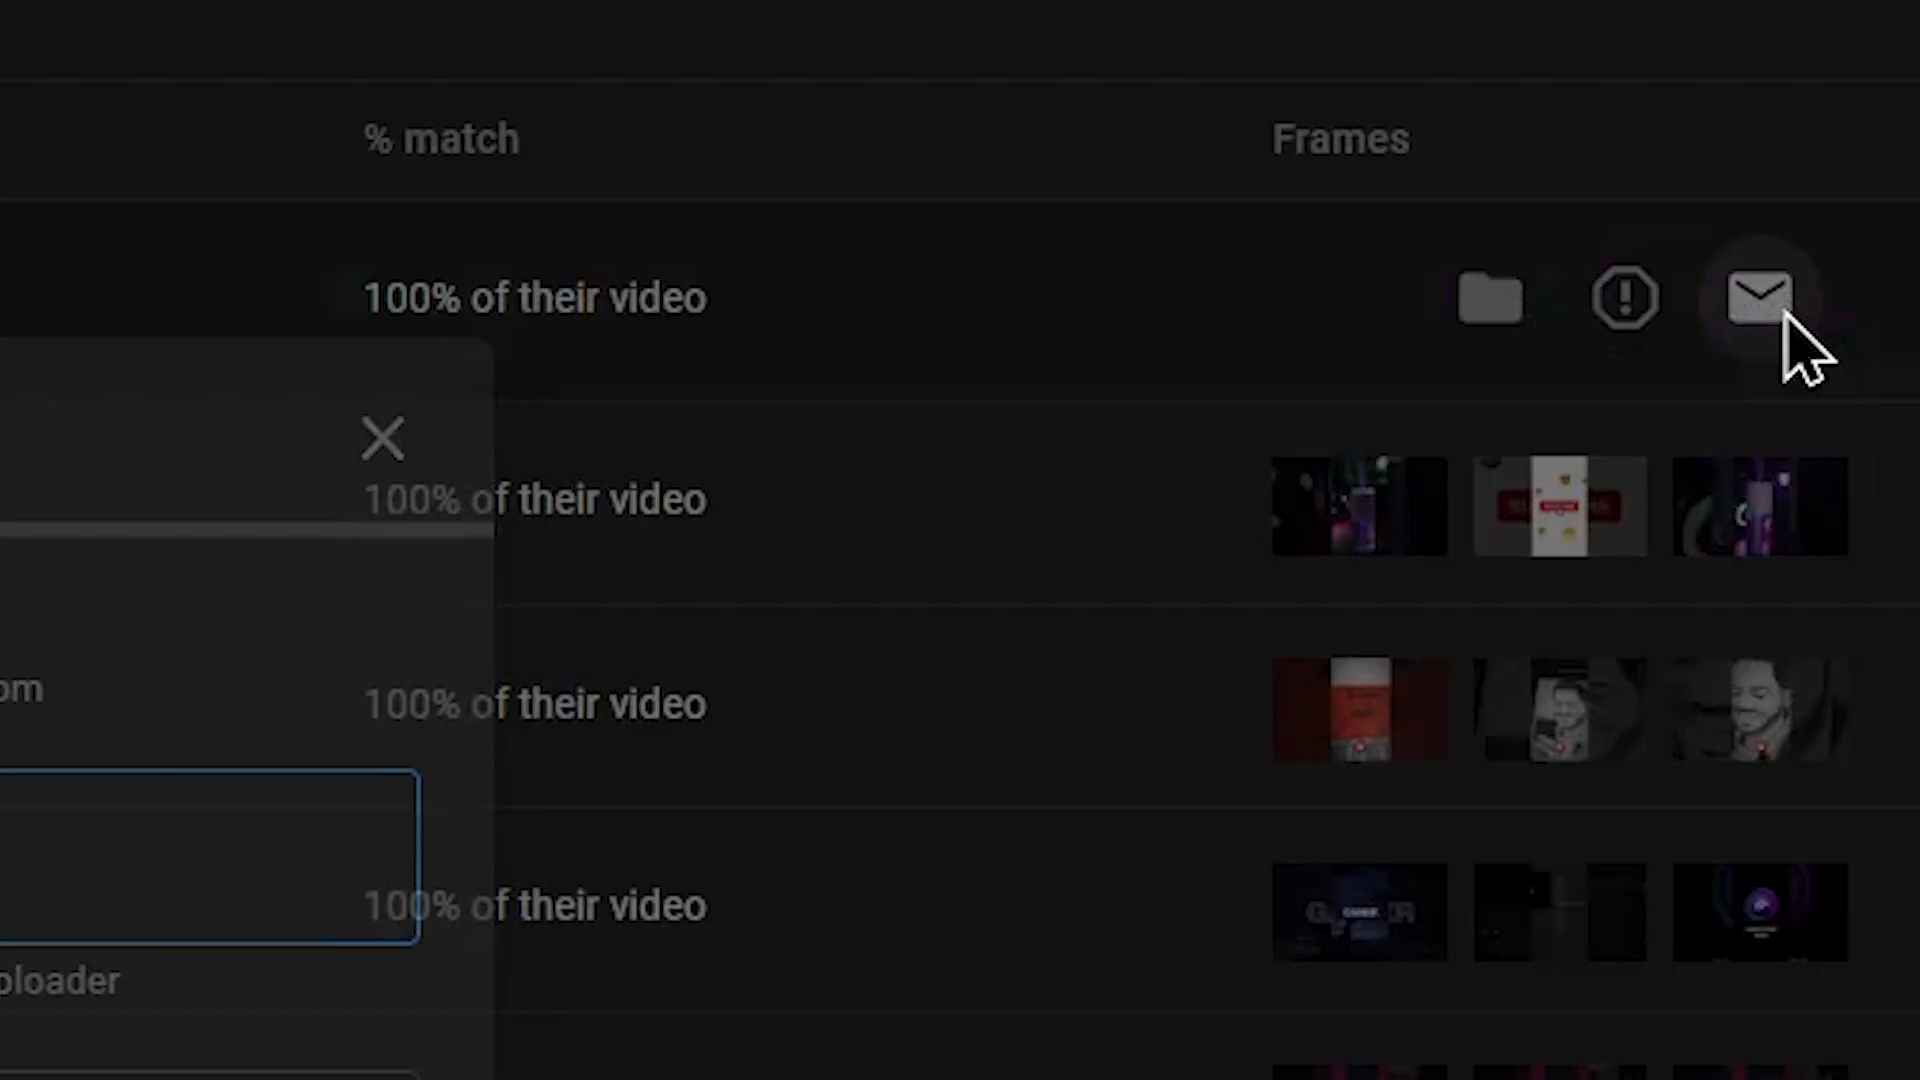 % match
Frames
100% of their video
100% of their video
om
100% of their video
100% of their video
ploader